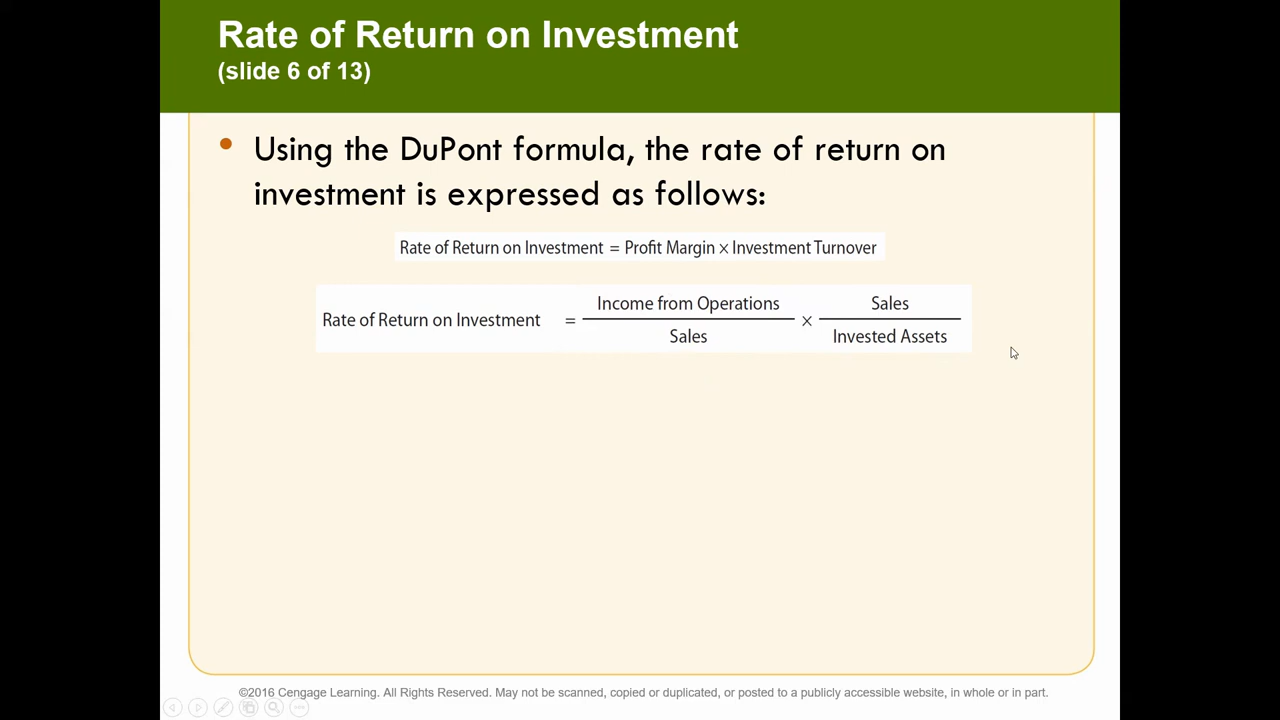 Rate of Return on Investment
(slide 6 of 13)
• Using the DuPont formula, the rate of return on
investment is expressed as follows:
Rate of Return on Investment = Profit Margin × Investment Turnover
Rate of Return on Investment = Income from Operations / Sales × Sales / Invested Assets
©2016 Cengage Learning. All Rights Reserved. May not be scanned, copied or duplicated, or posted to a publicly accessible website, in whole or in part.